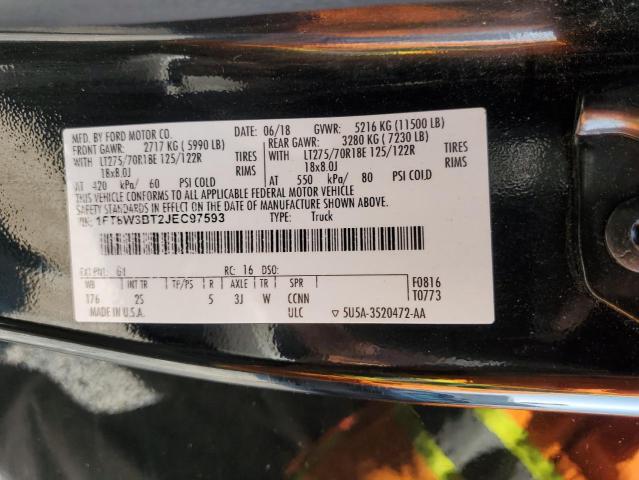 MFD. BY FORD MOTOR CO.
DATE: 06/18 GVWR: 5216 KG (11500 LB)
FRONT GAWR: 2717 KG (5990 LB) REAR GAWR: 3280 KG (7230 LB)
WITH LT275/70R18E 125/122R TIRES WITH LT275/70R18E 125/122R TIRES
18x8.0J RIMS 18x8.0J RIMS
AT 420 kPa/ 60 PSI COLD AT 550 kPa/ 80 PSI COLD
THIS VEHICLE CONFORMS TO ALL APPLICABLE FEDERAL MOTOR VEHICLE
SAFETY STANDARDS IN EFFECT ON THE DATE OF MANUFACTURE SHOWN ABOVE
VIN: 1FT8W3BT2JEC97593 TYPE: Truck
EXT PNT: G1 RC: 16 DSO:
WB INT TR TP/PS R AXLE TR SPR F0816
176 2S 5 3J W CCNN T0773
MADE IN U.S.A. ULC ▽ 5U5A-3520472-AA